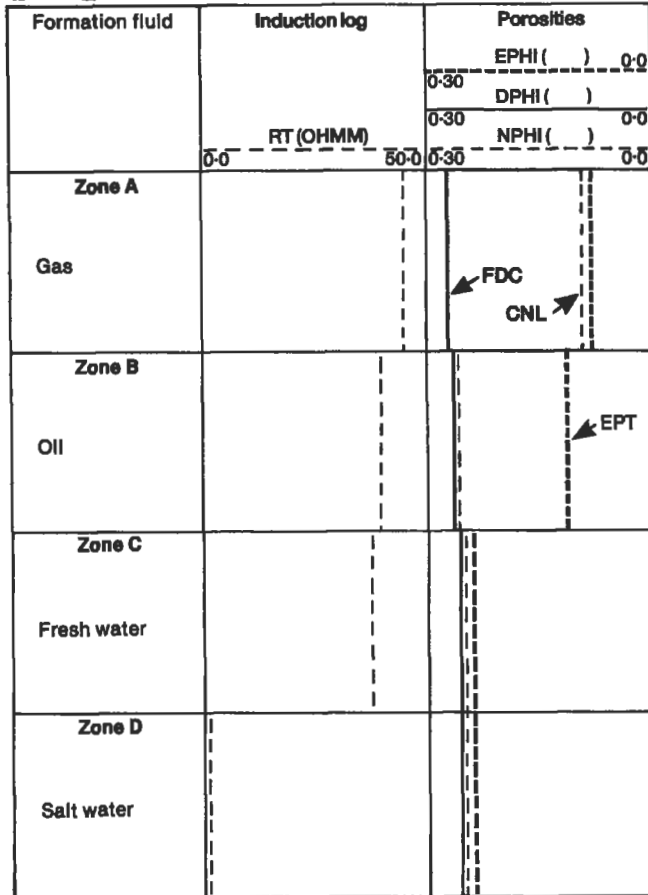 Formation fluid
Induction log
Porosities
EPHI ( ) 0·0
0·30
DPHI ( )
0·30 0·0
RT (OHMM)
NPHI ( )
0·0 50·0
0·30 0·0
Zone A
Gas
FDC
CNL
Zone B
Oil
EPT
Zone C
Fresh water
Zone D
Salt water